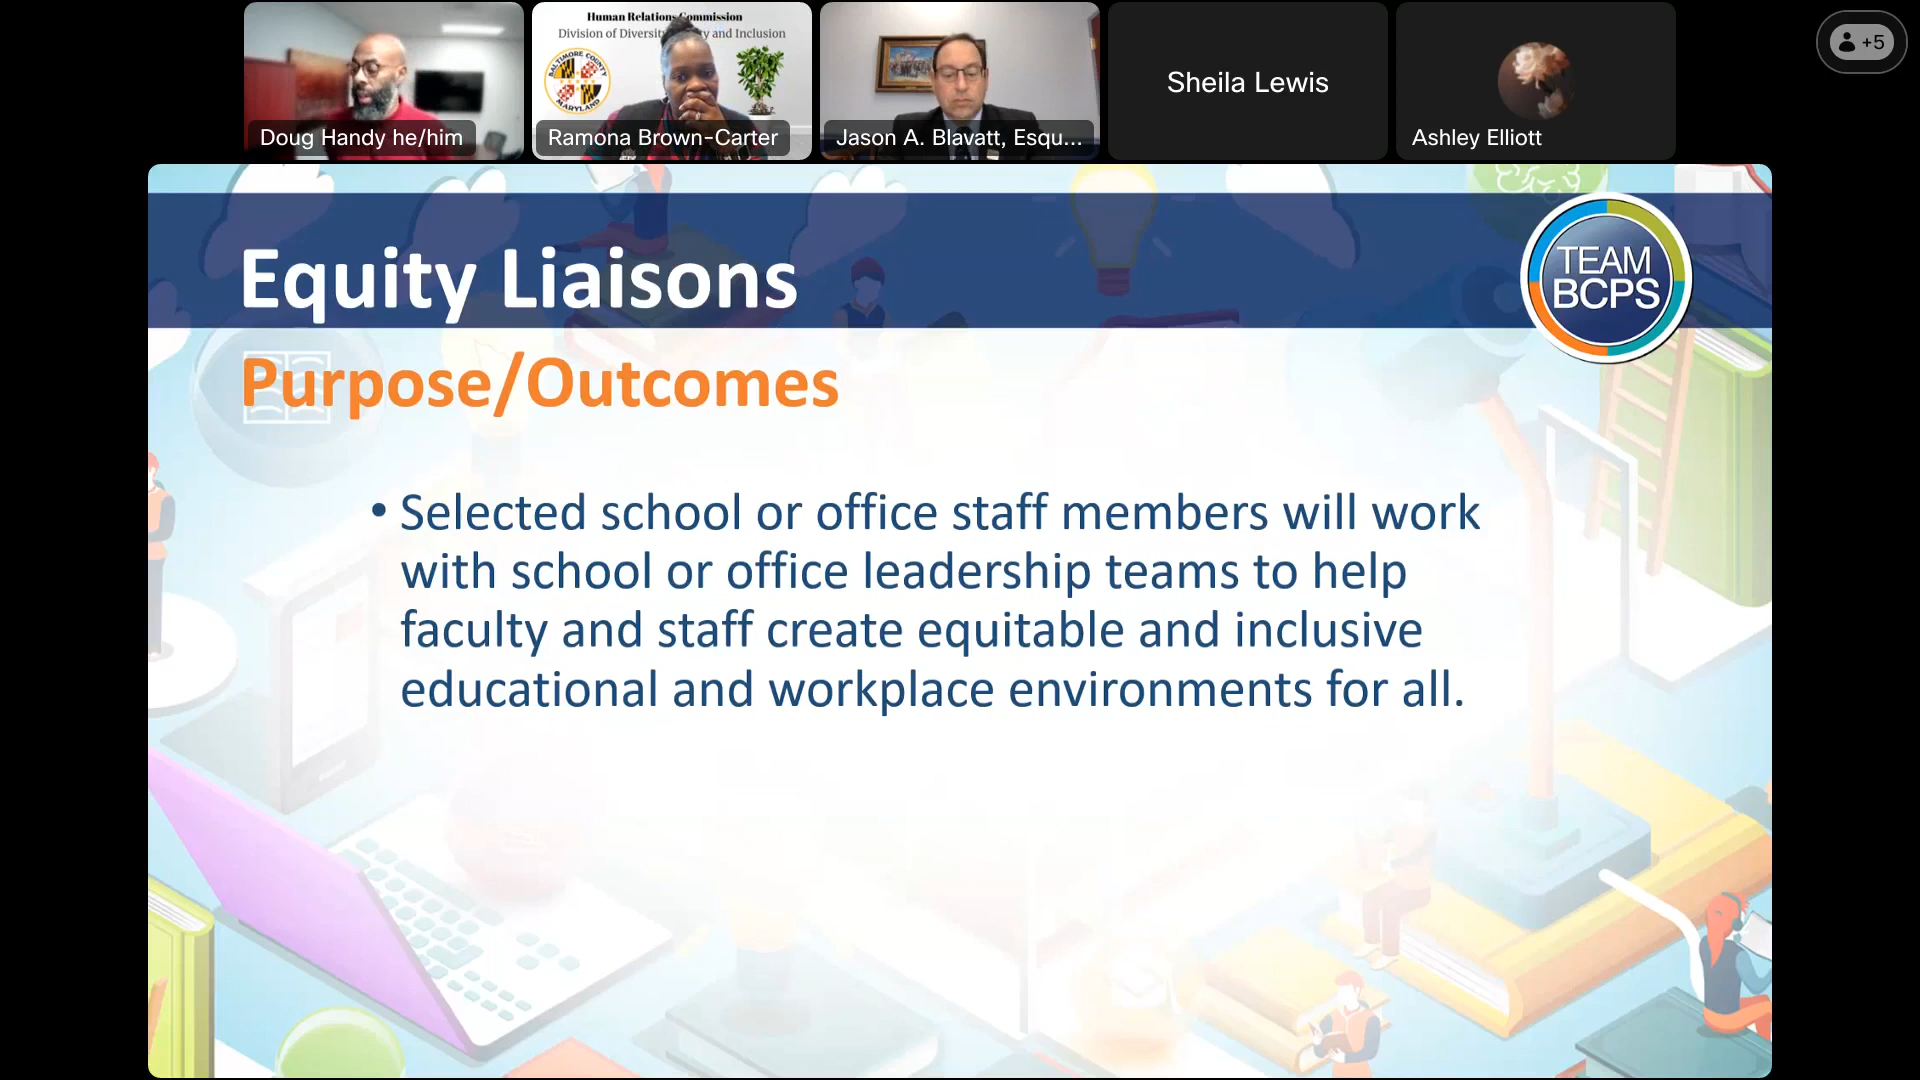 Human Relations Commission
Division of Diversity and Inclusion
BALTIMORE COUNTY
MARYLAND
Doug Handy he/him
Ramona Brown-Carter
Jason A. Blavatt, Esqu...
Sheila Lewis
Ashley Elliott
+5
Equity Liaisons
TEAM
BCPS
Purpose/Outcomes
• Selected school or office staff members will work
with school or office leadership teams to help
faculty and staff create equitable and inclusive
educational and workplace environments for all.